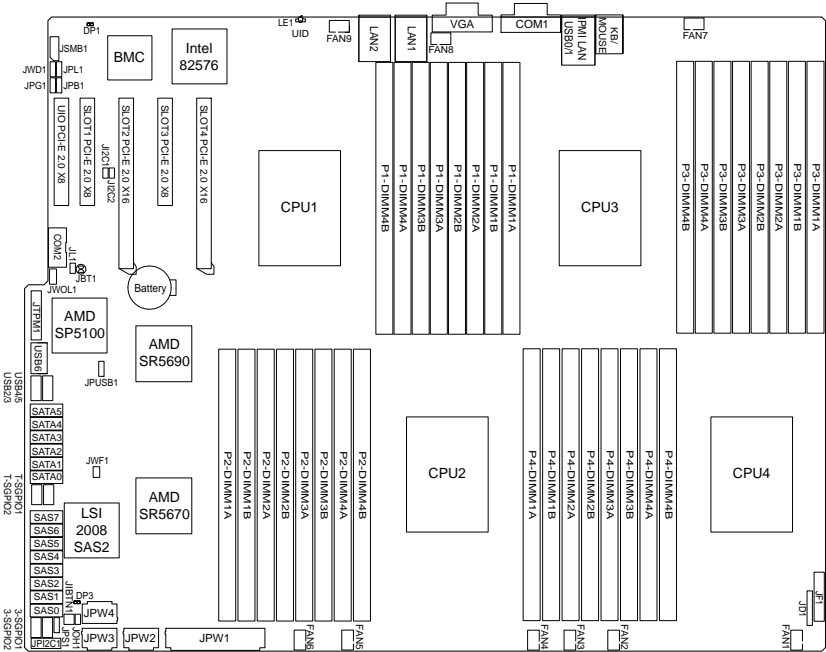 DP1
LE1
UID
FAN9
LAN2
LAN1
FAN8
VGA
COM1
IPMI LAN
USB0/1
KB/
MOUSE
FAN7
JSMB1
BMC
Intel
82576
JWD1
JPL1
JPG1
JPB1
UIO PCI-E 2.0 X8
SLOT1 PCI-E 2.0 X8
SLOT2 PCI-E 2.0 X16
SLOT3 PCI-E 2.0 X8
SLOT4 PCI-E 2.0 X16
JI2C1
JI2C2
P1-DIMM4B
P1-DIMM4A
P1-DIMM3B
P1-DIMM3A
P1-DIMM2B
P1-DIMM2A
P1-DIMM1B
P1-DIMM1A
P3-DIMM4B
P3-DIMM4A
P3-DIMM3B
P3-DIMM3A
P3-DIMM2B
P3-DIMM2A
P3-DIMM1B
P3-DIMM1A
CPU1
CPU3
COM2
JL1
JBT1
JWOL1
Battery
JTPM1
AMD
SP5100
AMD
SR5690
USB6
JPUSB1
USB4/5
USB2/3
SATA5
SATA4
SATA3
SATA2
SATA1
SATA0
JWF1
T-SGPIO1
T-SGPIO2
AMD
SR5670
LSI
2008
SAS2
SAS7
SAS6
SAS5
SAS4
SAS3
SAS2
SAS1
SAS0
P2-DIMM1A
P2-DIMM1B
P2-DIMM2A
P2-DIMM2B
P2-DIMM3A
P2-DIMM3B
P2-DIMM4A
P2-DIMM4B
CPU2
P4-DIMM1A
P4-DIMM1B
P4-DIMM2A
P4-DIMM2B
P4-DIMM3A
P4-DIMM3B
P4-DIMM4A
P4-DIMM4B
CPU4
JIBTN1
DP3
JPW4
3-SGPIO1
3-SGPIO2
JPI2C1
JPS1
JOH1
JPW3
JPW2
JPW1
FAN6
FAN5
FAN4
FAN3
FAN2
FAN1
JD1
JF1